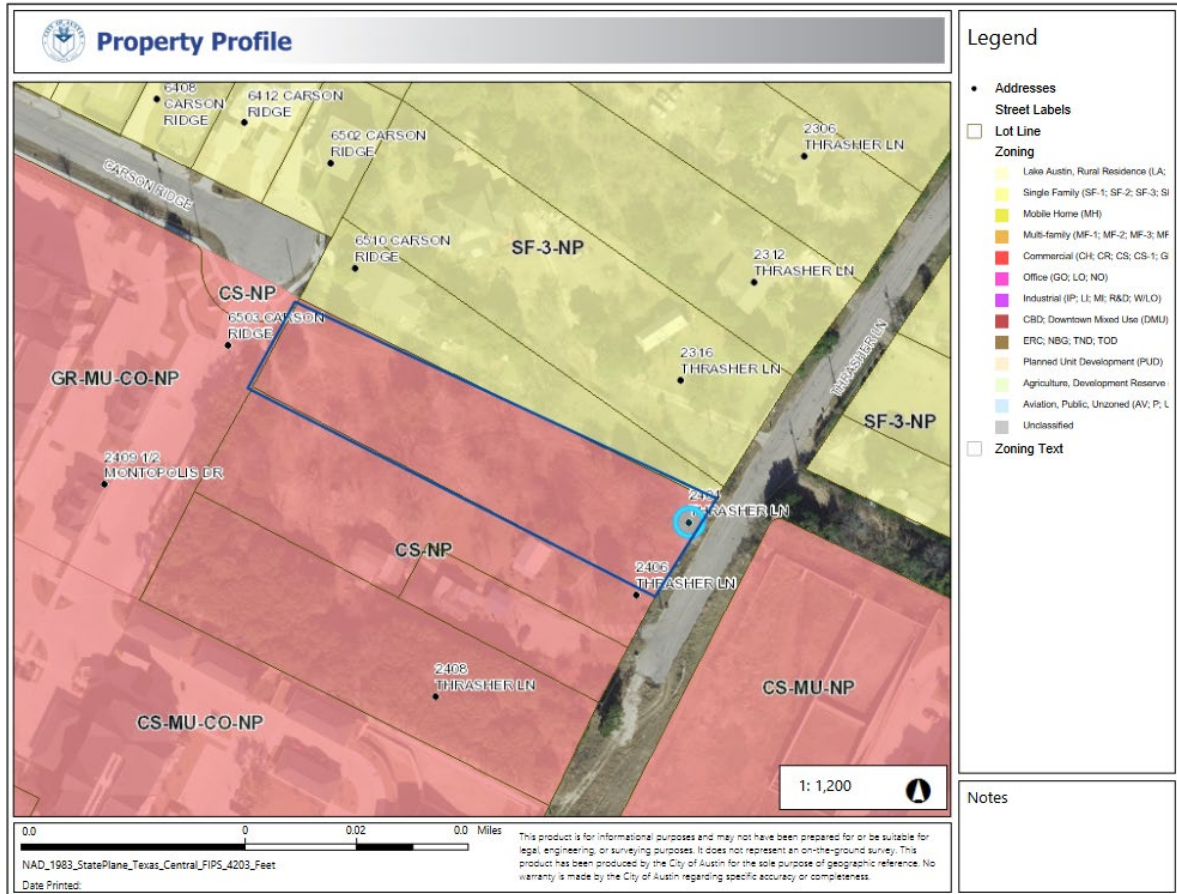 Property Profile
6408
CARSON
RIDGE
6412 CARSON
RIDGE
6502 CARSON
RIDGE
2306
THRASHER LN
CARSON RIDGE
6510 CARSON
RIDGE
SF-3-NP
2312
THRASHER LN
CS-NP
6503 CARSON
RIDGE
THRASHER LN
GR-MU-CO-NP
2316
THRASHER LN
SF-3-NP
2409 1/2
MONTOPOLIS DR
THRASHER LN
CS-NP
2406
THRASHER LN
2408
THRASHER LN
CS-MU-NP
CS-MU-CO-NP
1: 1,200
Legend
Addresses
Street Labels
Lot Line
Zoning
Lake Austin, Rural Residence (LA;
Single Family (SF-1; SF-2; SF-3; SI
Mobile Home (MH)
Multi-family (MF-1; MF-2; MF-3; MF
Commercial (CH; CR; CS; CS-1; GI
Office (GO; LO; NO)
Industrial (IP; LI; MI; R&D; W/LO)
CBD; Downtown Mixed Use (DMU)
ERC; NBG; TND; TOD
Planned Unit Development (PUD)
Agriculture, Development Reserve
Aviation, Public, Unzoned (AV; P; L
Unclassified
Zoning Text
Notes
0.0 0 0.02 0.0 Miles
NAD_1983_StatePlane_Texas_Central_FIPS_4203_Feet
Date Printed:
This product is for informational purposes and may not have been prepared for or be suitable for
legal, engineering, or surveying purposes. It does not represent an on-the-ground survey. This
product has been produced by the City of Austin for the sole purpose of geographic reference. No
warranty is made by the City of Austin regarding specific accuracy or completeness.